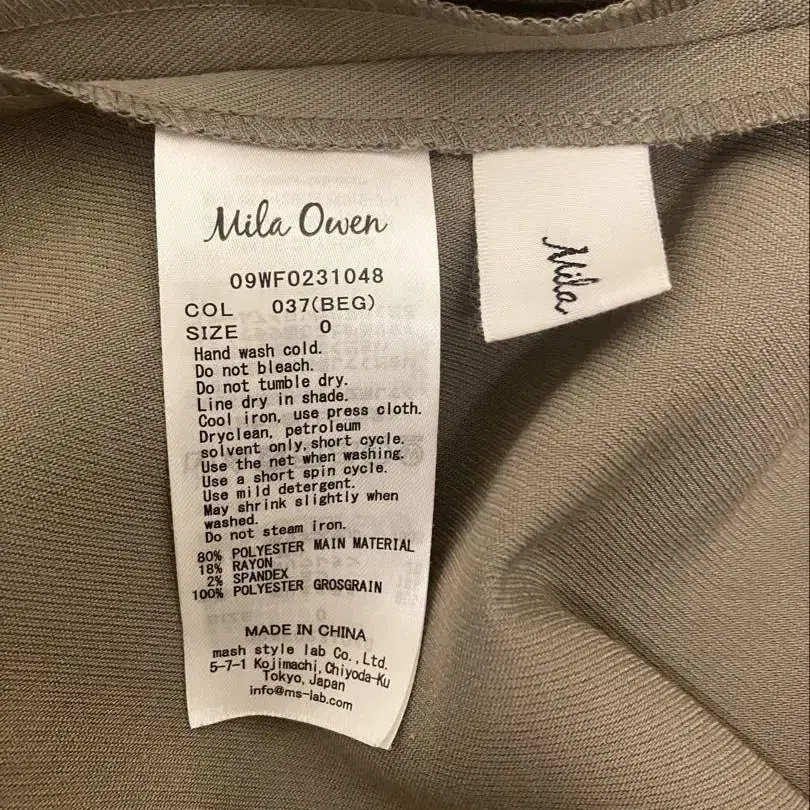 Mila Owen
09WF0231048
COL 037(BEG)
SIZE 0
Hand wash cold.
Do not bleach.
Do not tumble dry.
Line dry in shade.
Cool iron, use press cloth.
Dryclean, petroleum
solvent only, short cycle.
Use the net when washing.
Use a short spin cycle.
Use mild detergent.
May shrink slightly when
washed.
Do not steam iron.
80% POLYESTER MAIN MATERIAL
18% RAYON
2% SPANDEX
100% POLYESTER GROSGRAIN
MADE IN CHINA
mash style lab Co., Ltd.
5-7-1 Kojimachi, Chiyoda-Ku
Tokyo, Japan
info@ms-lab.com
Mila